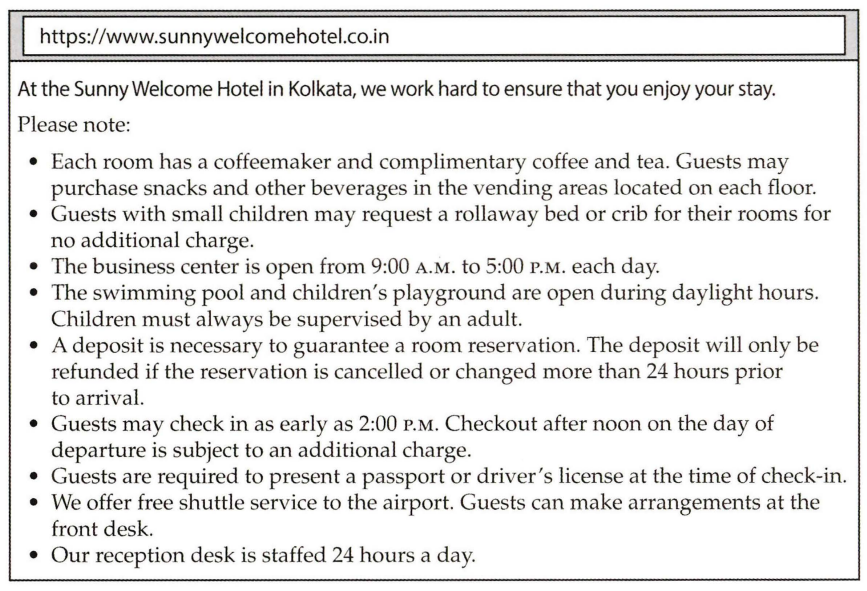 https://www.sunnywelcomehotel.co.in
At the Sunny Welcome Hotel in Kolkata, we work hard to ensure that you enjoy your stay.
Please note:
• Each room has a coffeemaker and complimentary coffee and tea. Guests may
purchase snacks and other beverages in the vending areas located on each floor.
• Guests with small children may request a rollaway bed or crib for their rooms for
no additional charge.
• The business center is open from 9:00 A.M. to 5:00 P.M. each day.
• The swimming pool and children's playground are open during daylight hours.
Children must always be supervised by an adult.
• A deposit is necessary to guarantee a room reservation. The deposit will only be
refunded if the reservation is cancelled or changed more than 24 hours prior
to arrival.
• Guests may check in as early as 2:00 P.M. Checkout after noon on the day of
departure is subject to an additional charge.
• Guests are required to present a passport or driver's license at the time of check-in.
• We offer free shuttle service to the airport. Guests can make arrangements at the
front desk.
• Our reception desk is staffed 24 hours a day.